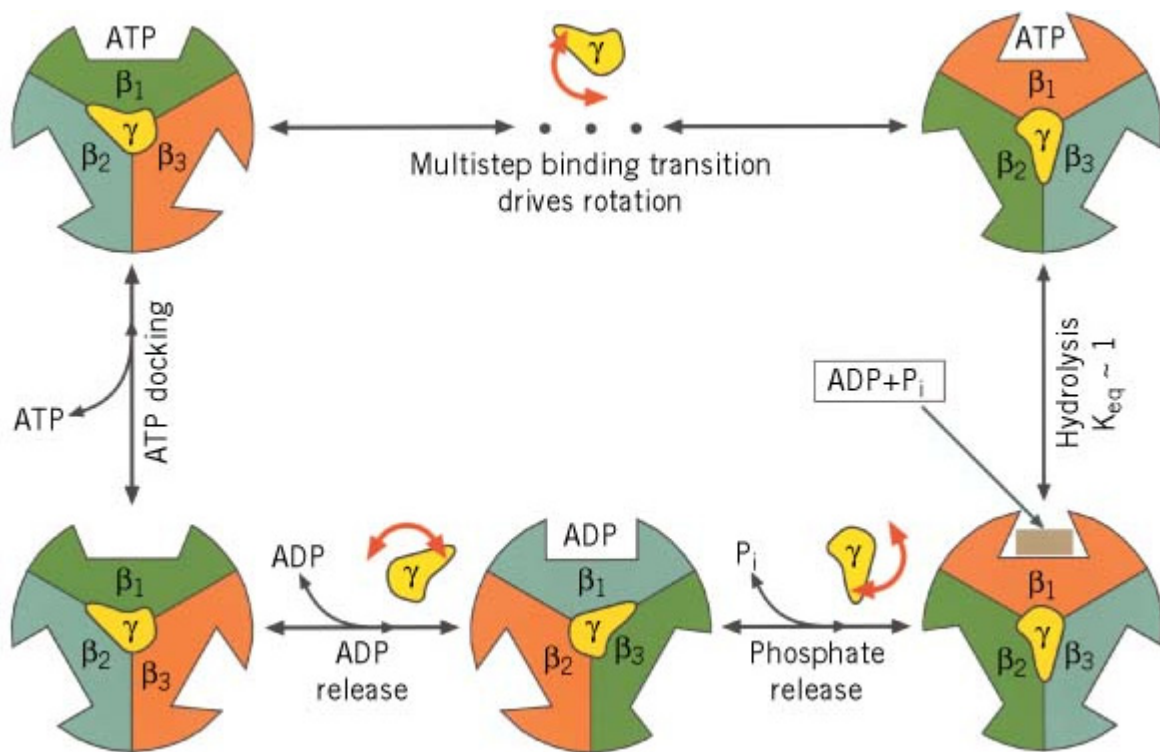 ATP
β1
γ
β2
β3
γ
Multistep binding transition
drives rotation
ATP
β1
γ
β2
β3
ATP
ATP docking
ADP+Pi
Hydrolysis
Keq ~ 1
β1
γ
β2
β3
ADP
γ
ADP
release
ADP
β1
γ
β2
β3
Pi
γ
Phosphate
release
β1
γ
β2
β3